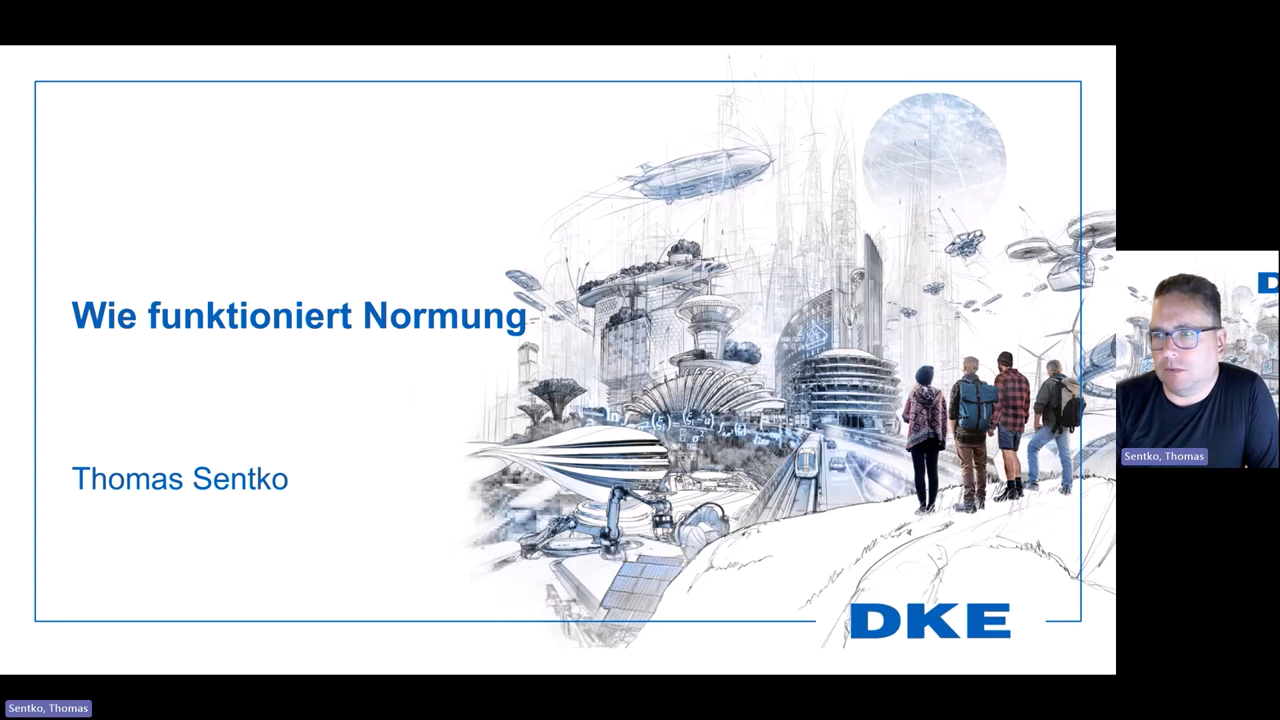 Wie funktioniert Normung
Thomas Sentko
DKE
D
Sentko, Thomas
Sentko, Thomas